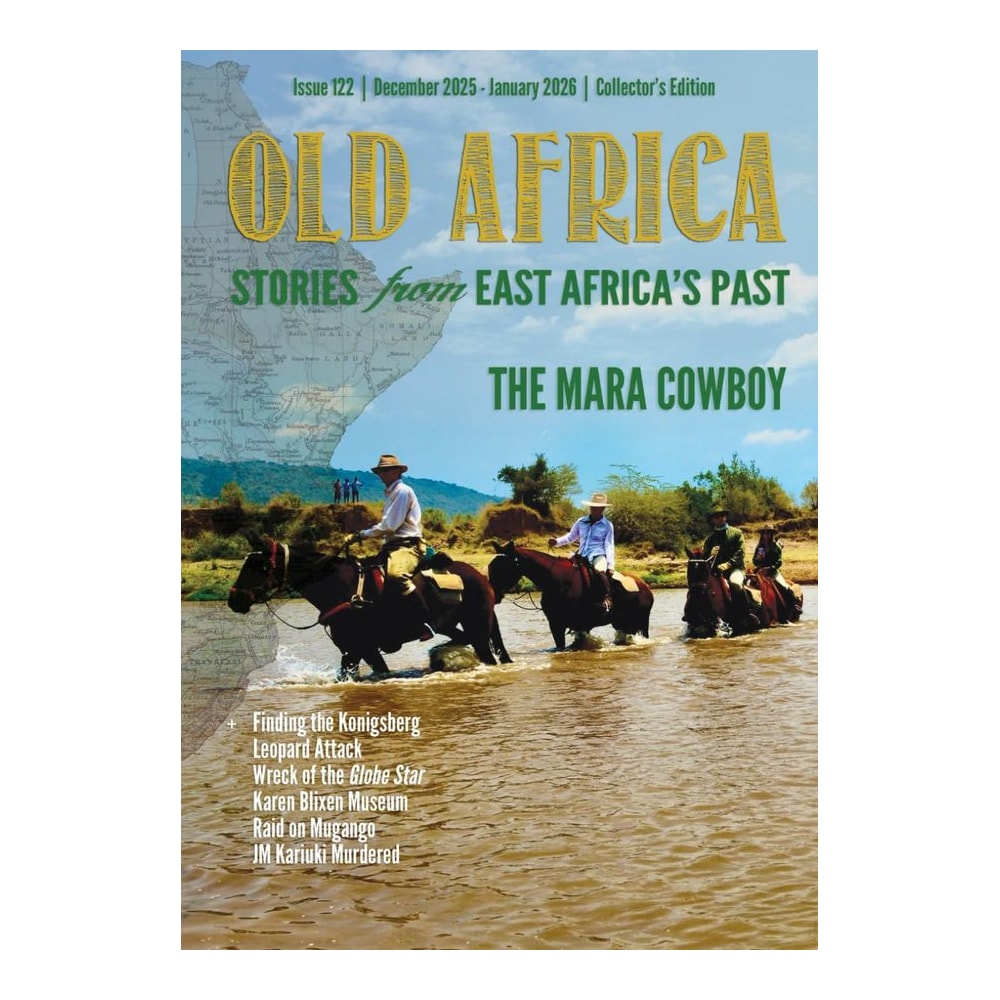 Issue 122 | December 2025 - January 2026 | Collector's Edition
OLD AFRICA
STORIES from EAST AFRICA'S PAST
THE MARA COWBOY
+ Finding the Konigsberg
Leopard Attack
Wreck of the Globe Star
Karen Blixen Museum
Raid on Mugango
JM Kariuki Murdered